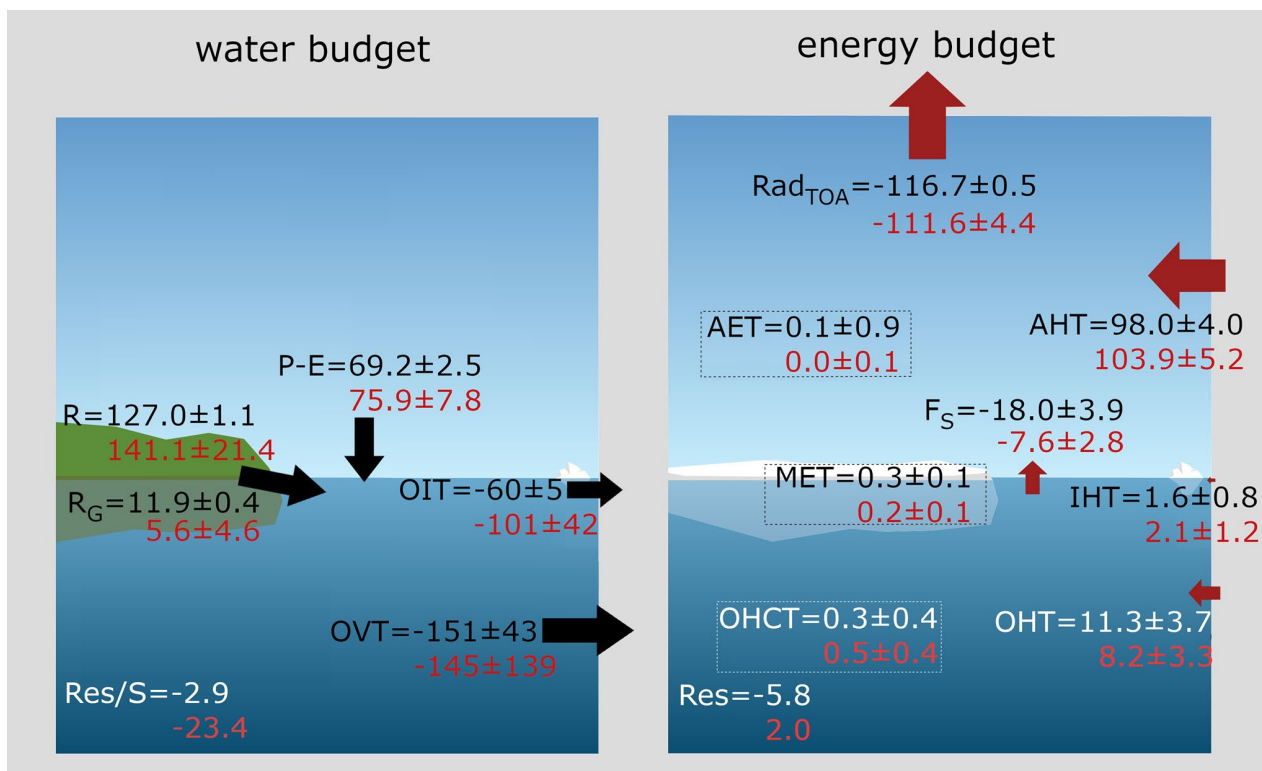 water budget
P-E=69.2±2.5
75.9±7.8
R=127.0±1.1
141.1±21.4
R_G=11.9±0.4
5.6±4.6
OIT=-60±5
-101±42
OVT=-151±43
-145±139
Res/S=-2.9
-23.4
energy budget
Rad_TOA=-116.7±0.5
-111.6±4.4
AET=0.1±0.9
0.0±0.1
AHT=98.0±4.0
103.9±5.2
F_S=-18.0±3.9
-7.6±2.8
MET=0.3±0.1
0.2±0.1
IHT=1.6±0.8
2.1±1.2
OHCT=0.3±0.4
0.5±0.4
OHT=11.3±3.7
8.2±3.3
Res=-5.8
2.0